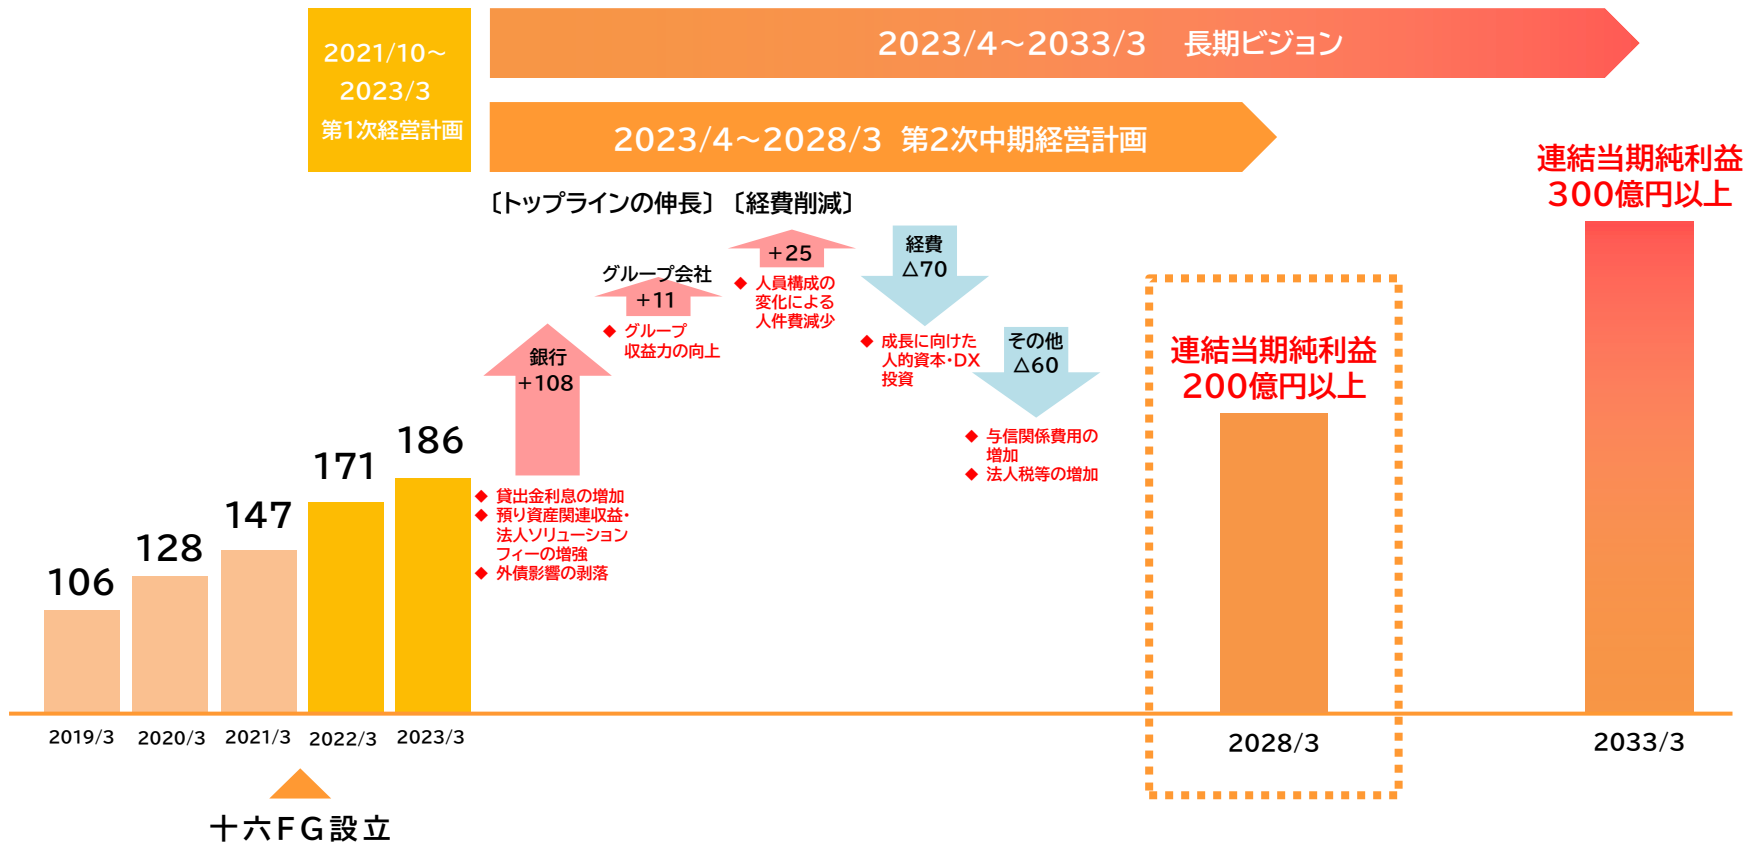 2021/10～
2023/3
第1次経営計画
2023/4～2033/3　長期ビジョン
2023/4～2028/3 第2次中期経営計画
〔トップラインの伸長〕〔経費削減〕
連結当期純利益
300億円以上
+25
◆ 人員構成の
変化による
人件費減少
経費
△70
◆ 成長に向けた
人的資本・DX
投資
グループ会社
+11
◆ グループ
収益力の向上
その他
△60
◆ 与信関係費用の
増加
◆ 法人税等の増加
銀行
+108
◆ 貸出金利息の増加
◆ 預り資産関連収益・
法人ソリューション
フィーの増強
◆ 外債影響の剥落
連結当期純利益
200億円以上
106
128
147
171
186
2019/3
2020/3
2021/3
2022/3
2023/3
2028/3
2033/3
十六FG設立